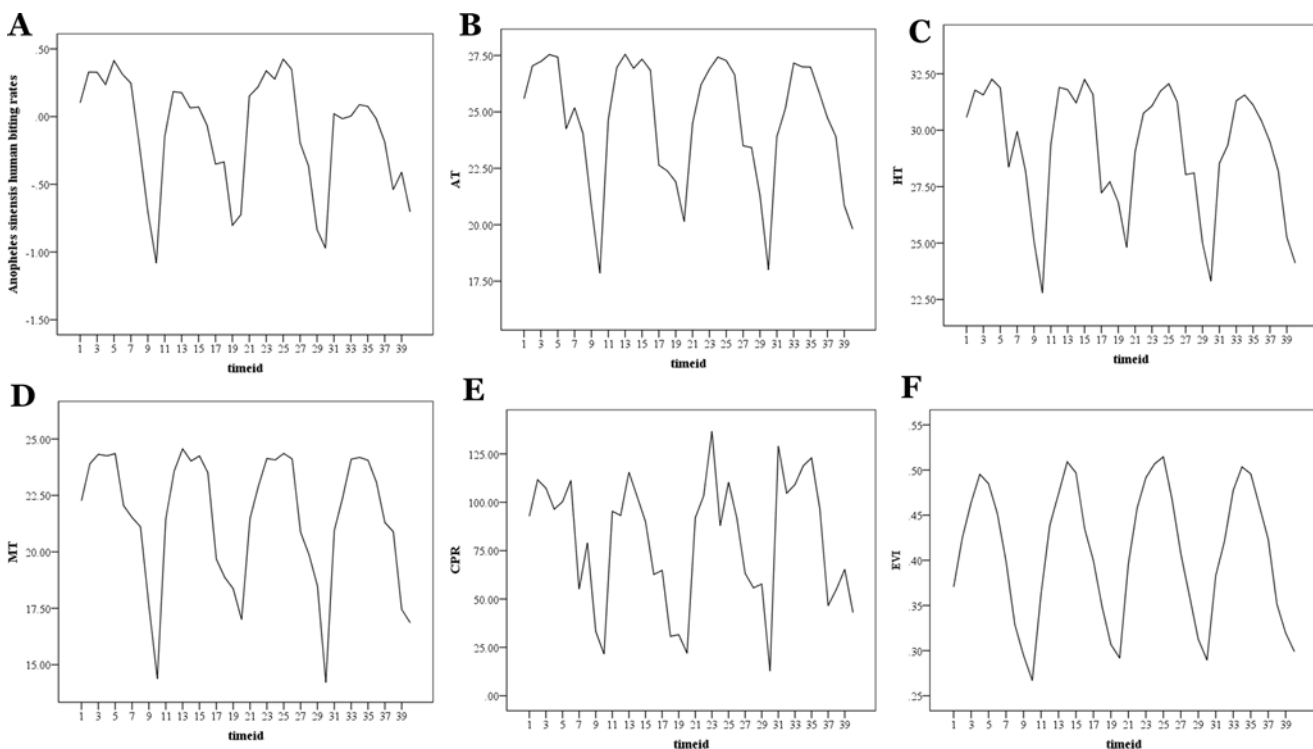 A
Anopheles sinensis human biting rates
.50
.00
-.50
-1.00
-1.50
1 3 5 7 9 11 13 15 17 19 21 23 25 27 29 31 33 35 37 39
timeid
B
AT
27.50
25.00
22.50
20.00
17.50
1 3 5 7 9 11 13 15 17 19 21 23 25 27 29 31 33 35 37 39
timeid
C
HT
32.50
30.00
27.50
25.00
22.50
1 3 5 7 9 11 13 15 17 19 21 23 25 27 29 31 33 35 37 39
timeid
D
MT
25.00
22.50
20.00
17.50
15.00
1 3 5 7 9 11 13 15 17 19 21 23 25 27 29 31 33 35 37 39
timeid
E
CPR
125.00
100.00
75.00
50.00
25.00
.00
1 3 5 7 9 11 13 15 17 19 21 23 25 27 29 31 33 35 37 39
timeid
F
EVI
.55
.50
.45
.40
.35
.30
.25
1 3 5 7 9 11 13 15 17 19 21 23 25 27 29 31 33 35 37 39
timeid